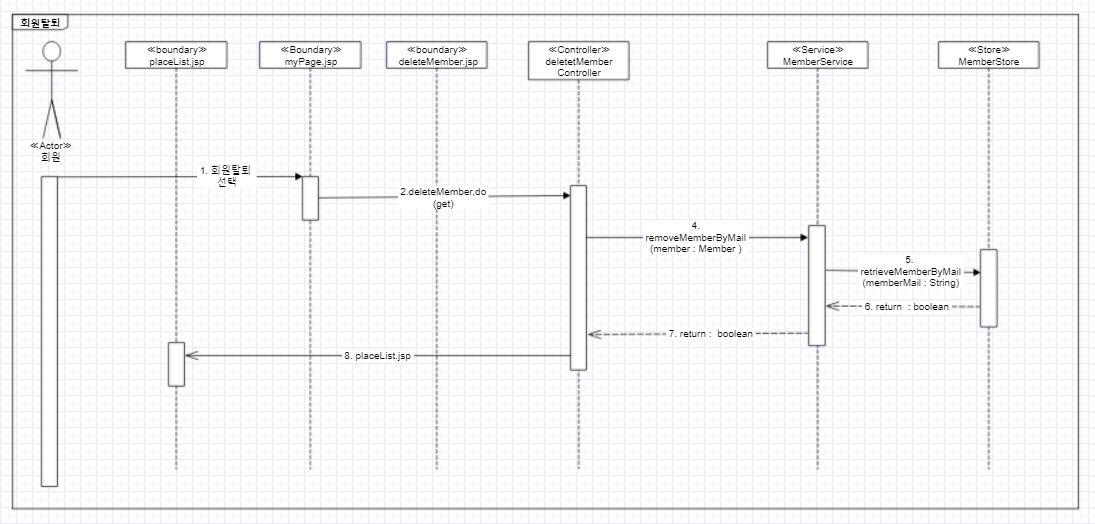 회원탈퇴
≪boundary≫
placeList.jsp
≪Boundary≫
myPage.jsp
≪boundary≫
deleteMember.jsp
≪Controller≫
deletetMember
Controller
≪Service≫
MemberService
≪Store≫
MemberStore
≪Actor≫
회원
1. 회원탈퇴
선택
2.deleteMember.do
(get)
4.
removeMemberByMail
(member : Member )
5.
retrieveMemberByMail
(memberMail : String)
6. return : boolean
7. return : boolean
8. placeList.jsp